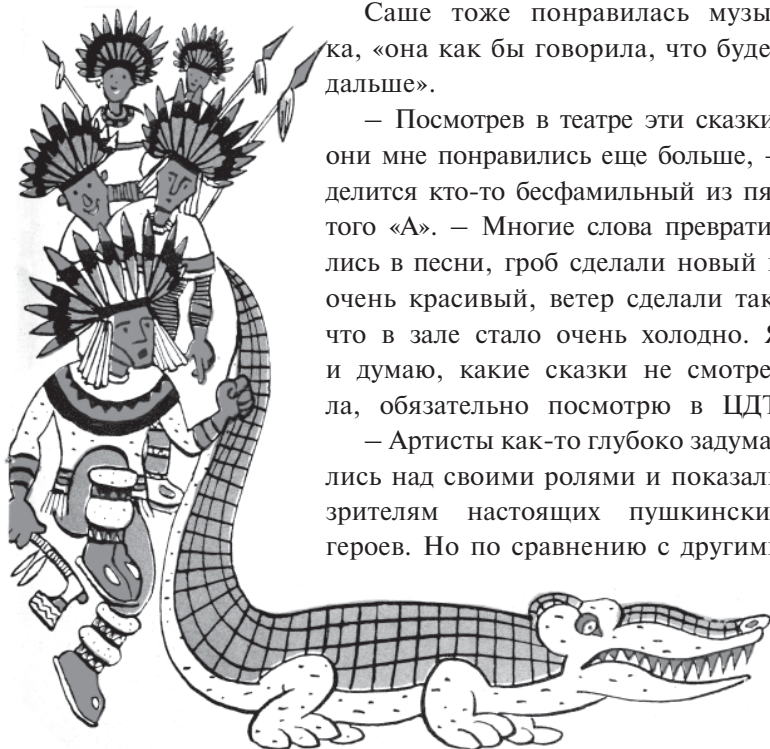 Саше тоже понравилась музы
ка, «она как бы говорила, что буде
дальше».
– Посмотрев в театре эти сказки
они мне понравились еще больше, –
делится кто-то бесфамильный из пя
того «А». – Многие слова преврати
лись в песни, гроб сделали новый и
очень красивый, ветер сделали так
что в зале стало очень холодно. Я
и думаю, какие сказки не смотре
ла, обязательно посмотрю в ЦДТ
– Артисты как-то глубоко задума
лись над своими ролями и показали
зрителям настоящих пушкински
героев. Но по сравнению с другими